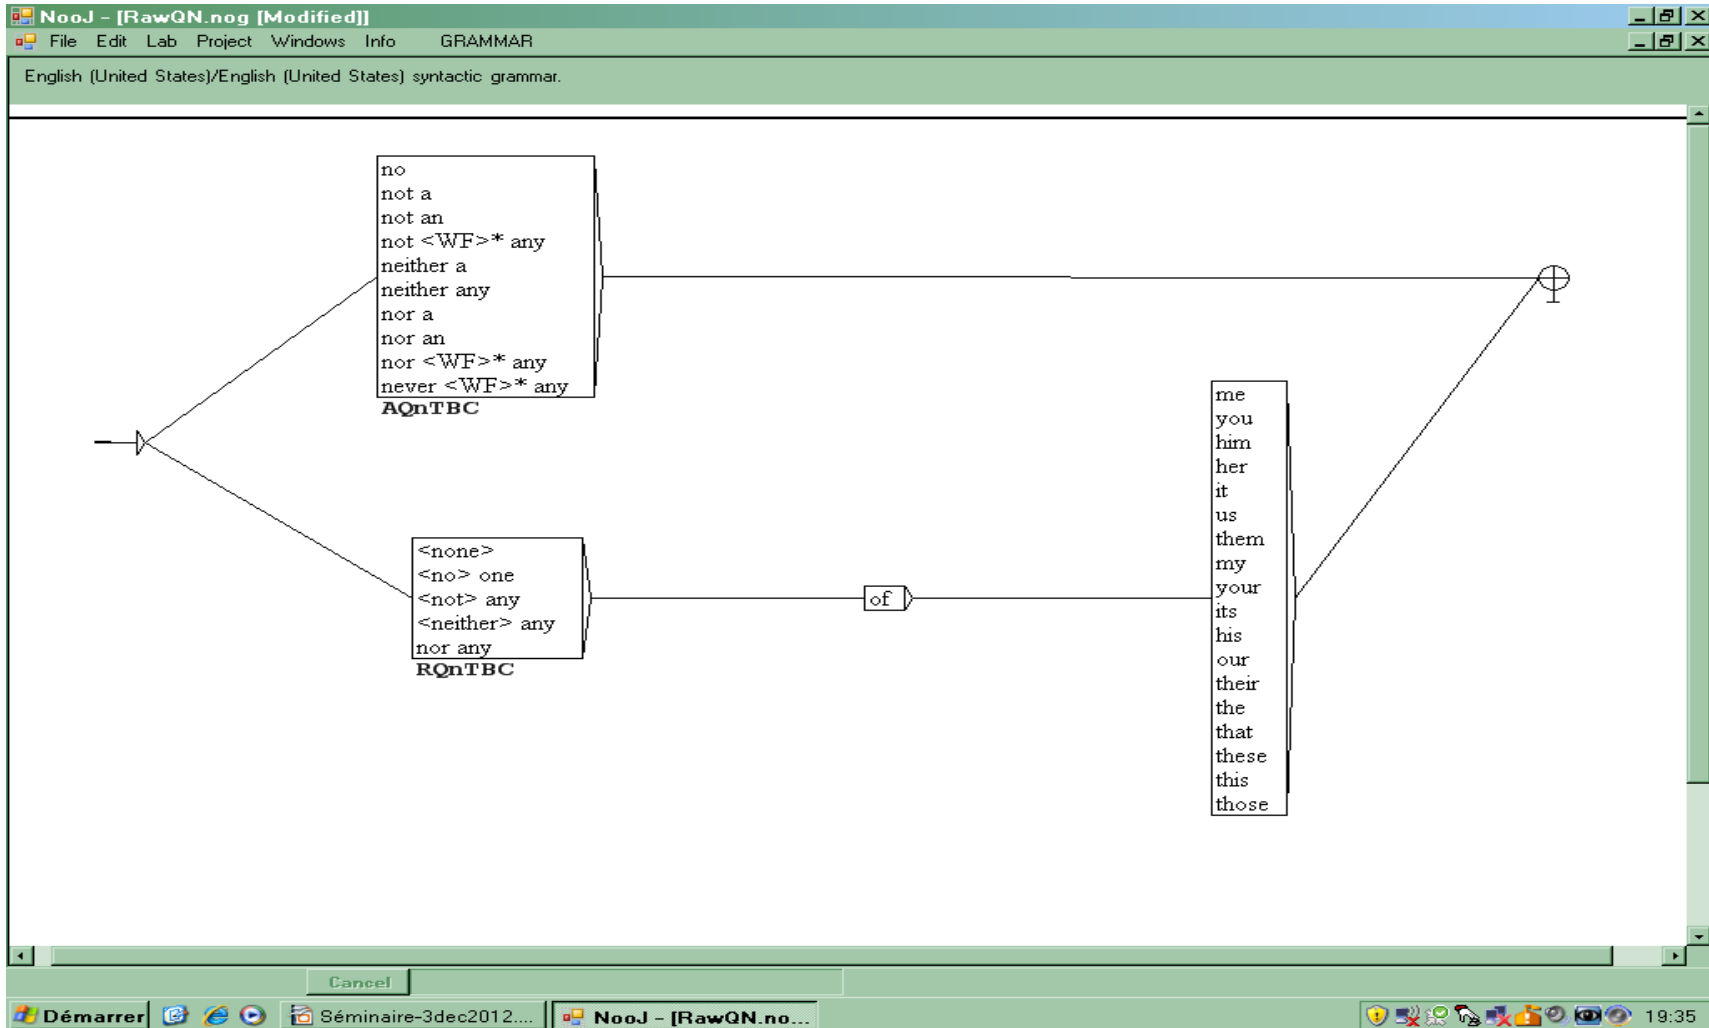 NooJ - [RawQN.nog [Modified]]
File Edit Lab Project Windows Info GRAMMAR
English (United States)/English (United States) syntactic grammar.
no
not a
not an
not <WF>* any
neither a
neither any
nor a
nor an
nor <WF>* any
never <WF>* any
AQnTBC
<none>
<no> one
<not> any
<neither> any
nor any
RQnTBC
of
me
you
him
her
it
us
them
my
your
its
his
our
their
the
that
these
this
those
Cancel
Démarrer
Séminaire-3dec2012....
NooJ - [RawQN.no...
19:35